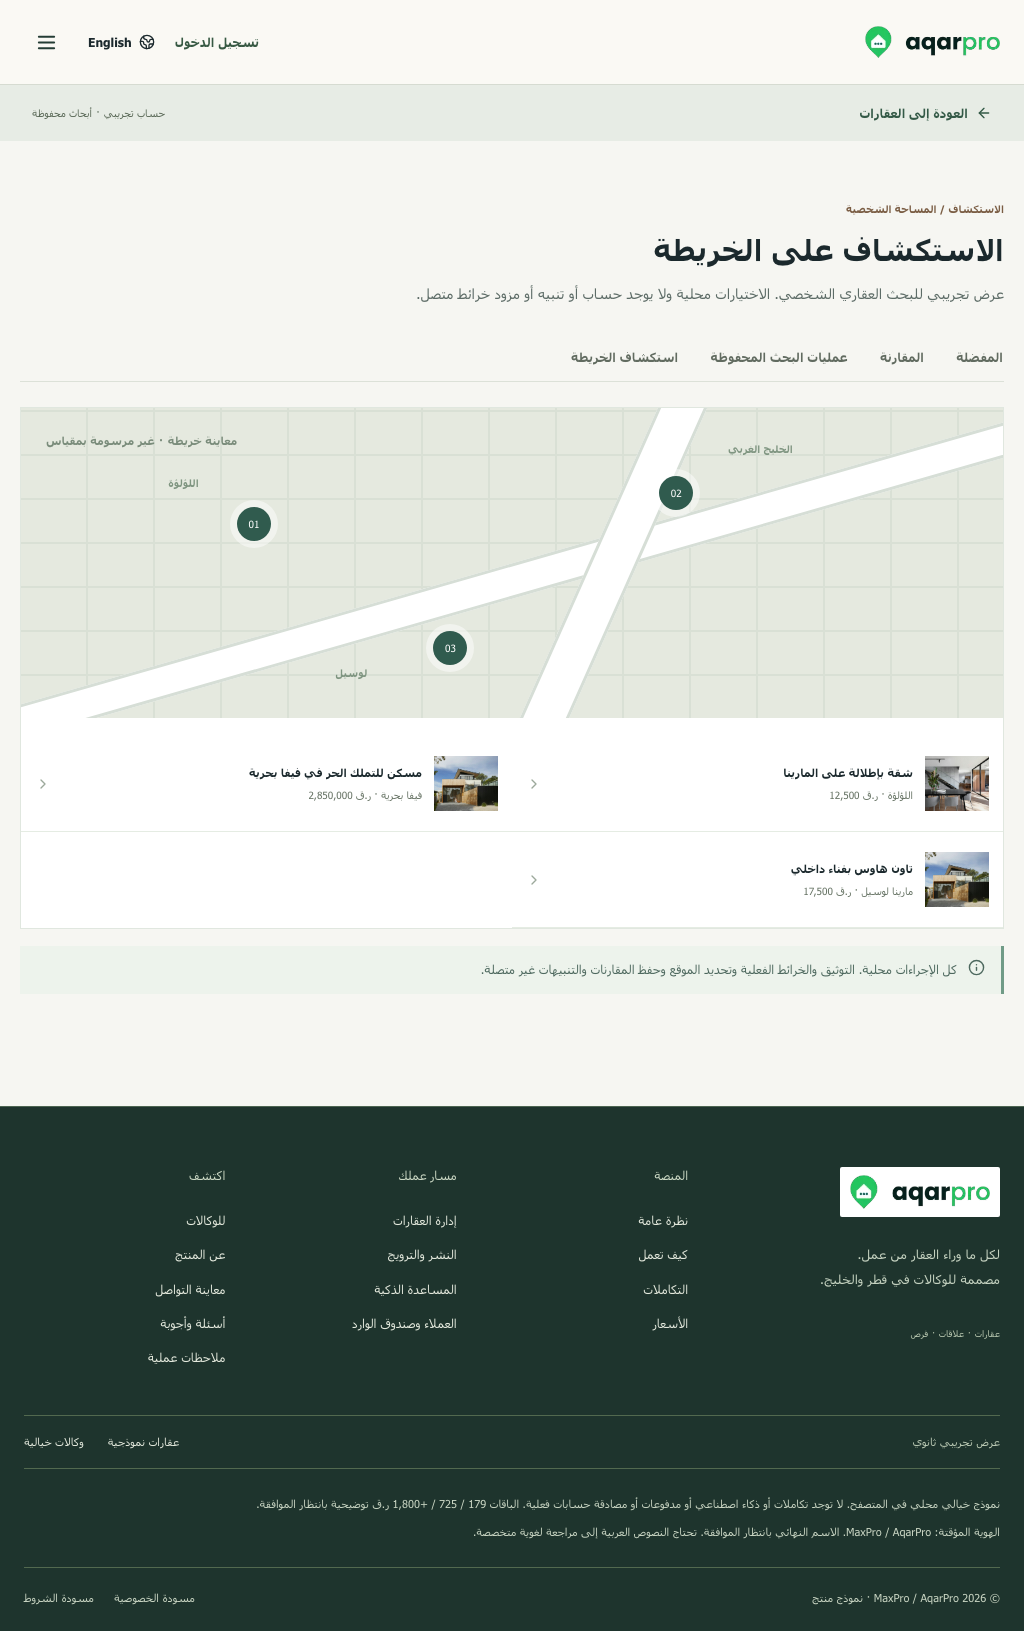 aqarpro
تسجيل الدخول
English
العودة إلى العقارات
حساب تجريبي · أبحاث محفوظة
الاستكشاف / المساحة الشخصية
الاستكشاف على الخريطة
عرض تجريبي للبحث العقاري الشخصي. الاختيارات محلية ولا يوجد حساب أو تنبيه أو مزود خرائط متصل.
المفضلة
المقارنة
عمليات البحث المحفوظة
استكشاف الخريطة
معاينة خريطة · غير مرسومة بمقياس
الخليج الغربي
اللؤلؤة
02
01
03
لوسيل
شقة بإطلالة على المارينا
اللؤلؤة · ر.ق 12,500
مسكن للتملك الحر في فيفا بحرية
فيفا بحرية · ر.ق 2,850,000
تاون هاوس بفناء داخلي
مارينا لوسيل · ر.ق 17,500
كل الإجراءات محلية. التوثيق والخرائط الفعلية وتحديد الموقع وحفظ المقارنات والتنبيهات غير متصلة.
aqarpro
لكل ما وراء العقار من عمل.
مصممة للوكالات في قطر والخليج.
عقارات · علاقات · فرص
المنصة
نظرة عامة
كيف تعمل
التكاملات
الأسعار
مسار عملك
إدارة العقارات
النشر والترويج
المساعدة الذكية
العملاء وصندوق الوارد
اكتشف
للوكالات
عن المنتج
معاينة التواصل
أسئلة وأجوبة
ملاحظات عملية
عرض تجريبي ثانوي
عقارات نموذجية
وكالات خيالية
نموذج خيالي محلي في المتصفح. لا توجد تكاملات أو ذكاء اصطناعي أو مدفوعات أو مصادقة حسابات فعلية. الباقات 179 / 725 / +1,800 ر.ق توضيحية بانتظار الموافقة.
الهوية المؤقتة: MaxPro / AqarPro. الاسم النهائي بانتظار الموافقة. تحتاج النصوص العربية إلى مراجعة لغوية متخصصة.
© 2026 MaxPro / AqarPro · نموذج منتج
مسودة الخصوصية
مسودة الشروط